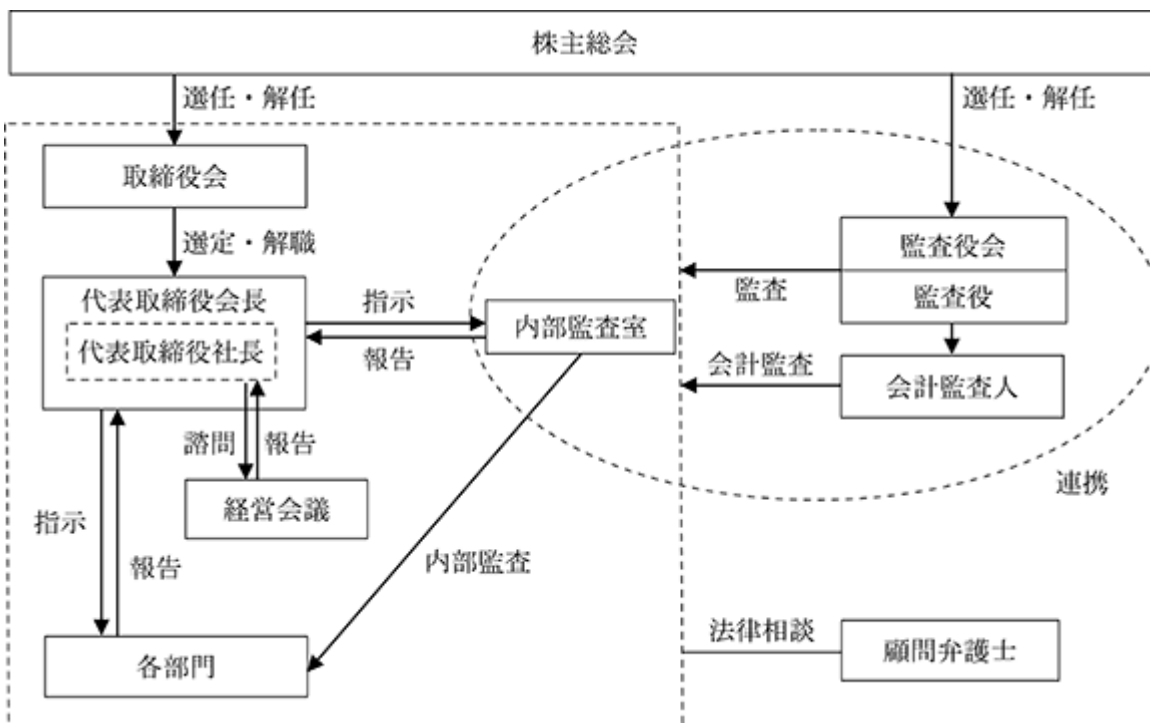 株主総会
選任・解任
選任・解任
取締役会
選定・解職
監査役会
監査役
監査
代表取締役会長
代表取締役社長
指示
報告
内部監査室
会計監査
会計監査人
諮問
報告
経営会議
連携
指示
報告
内部監査
法律相談
顧問弁護士
各部門